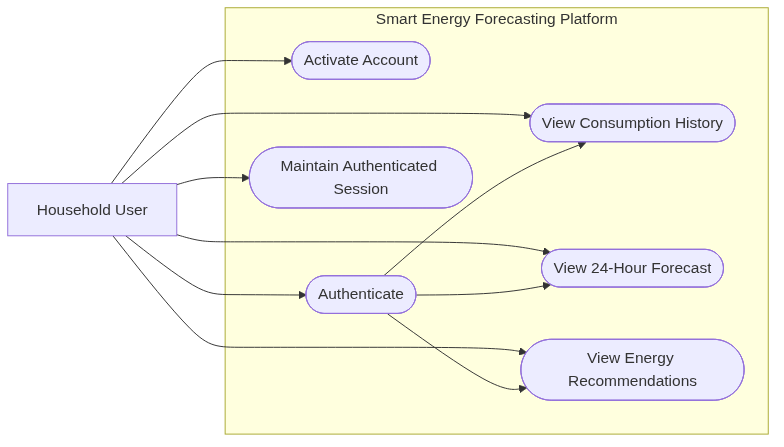 Smart Energy Forecasting Platform
Activate Account
View Consumption History
Maintain Authenticated
Session
Household User
View 24-Hour Forecast
Authenticate
View Energy
Recommendations